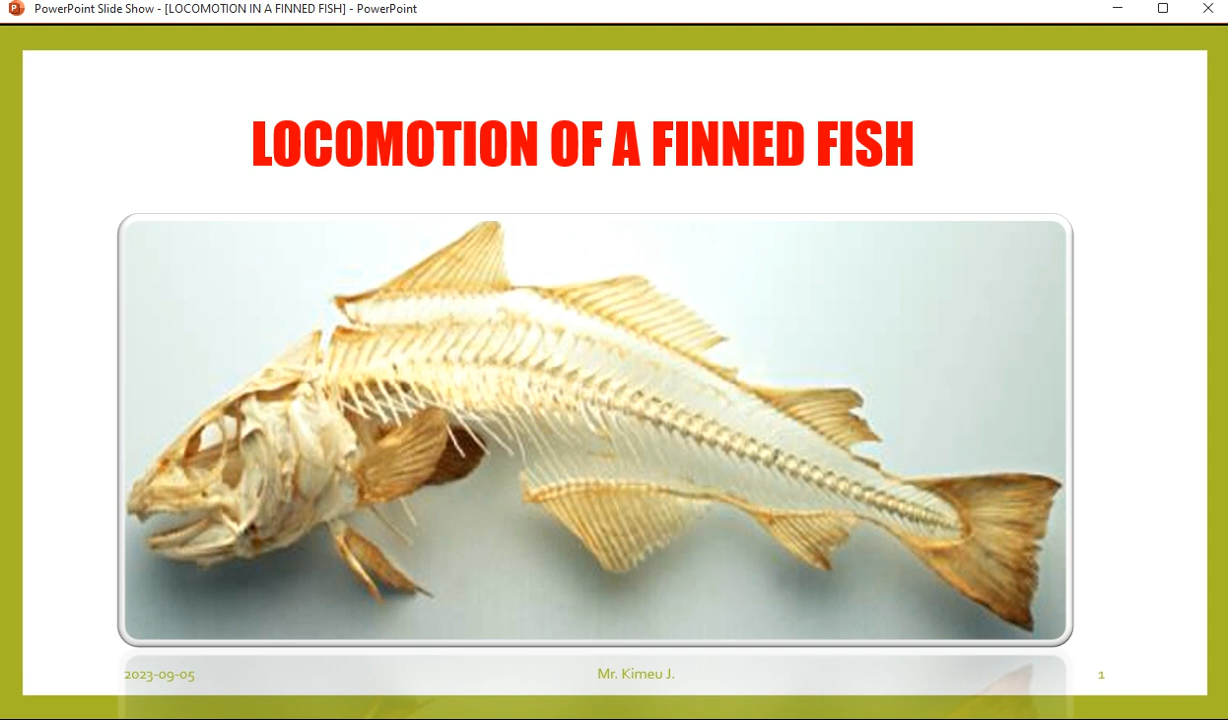 PowerPoint Slide Show - [LOCOMOTION IN A FINNED FISH] - PowerPoint
LOCOMOTION OF A FINNED FISH
2023-09-05 Mr. Kimeu J. 1